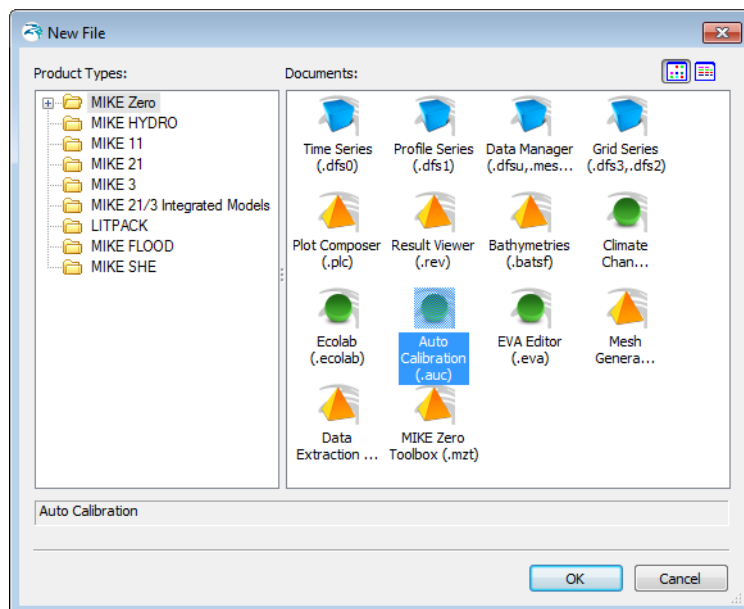 New File
Product Types:
Documents:
MIKE Zero
MIKE HYDRO
MIKE 11
MIKE 21
MIKE 3
MIKE 21/3 Integrated Models
LITPACK
MIKE FLOOD
MIKE SHE
Time Series
(.dfs0)
Profile Series
(.dfs1)
Data Manager
(.dfsu,.mes...
Grid Series
(.dfs3,.dfs2)
Plot Composer
(.plc)
Result Viewer
(.rev)
Bathymetries
(.batsf)
Climate
Chan...
Ecolab
(.ecolab)
Auto
Calibration
(.auc)
EVA Editor
(.eva)
Mesh
Genera...
Data
Extraction ...
MIKE Zero
Toolbox (.mzt)
Auto Calibration
OK
Cancel